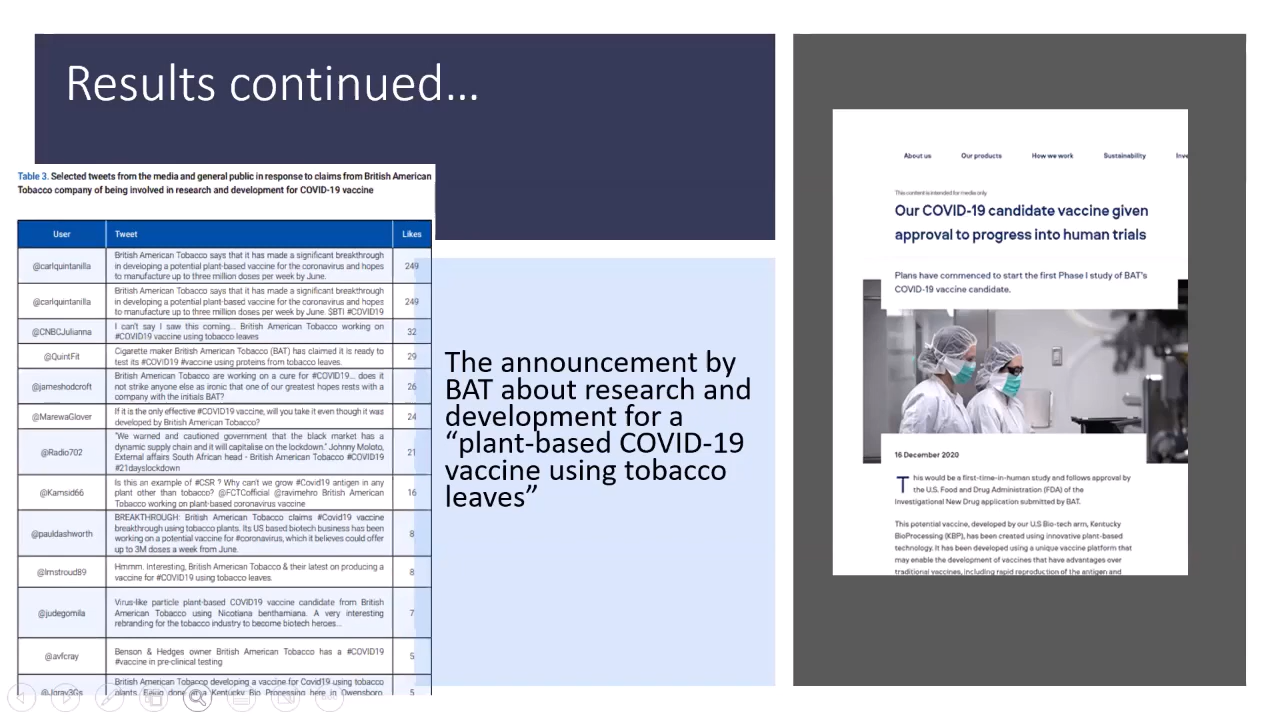 Results continued...
Table 3. Selected tweets from the media and general public in response to claims from British American
Tobacco company of being involved in research and development for COVID-19 vaccine
User Tweet Likes
@carlquintanilla
British American Tobacco says that it has made a significant breakthrough
in developing a potential plant-based vaccine for the coronavirus and hopes
to manufacture up to three million doses per week by June.
249
@carlquintanilla
British American Tobacco says that it has made a significant breakthrough
in developing a potential plant-based vaccine for the coronavirus and hopes
to manufacture up to three million doses per week by June. $BTI #COVID19
249
@CNBCJulianna
I can't say I saw this coming... British American Tobacco working on
#COVID19 vaccine using tobacco leaves
32
@QuintFit
Cigarette maker British American Tobacco (BAT) has claimed it is ready to
test its #COVID19 #vaccine using proteins from tobacco leaves.
29
@jameshodcroft
British American Tobacco are working on a cure for #COVID19... does it
not strike anyone else as ironic that one of our greatest hopes rests with a
company with the initials BAT?
26
@MarewaGlover
If it is the only effective #COVID19 vaccine, will you take it even though it was
developed by British American Tobacco?
24
@Radio702
"We warned and cautioned government that the black market has a
dynamic supply chain and it will capitalise on the lockdown." Johnny Moloto,
External affairs South African head - British American Tobacco #COVID19
#21dayslockdown
21
@Kamsid66
Is this an example of #CSR ? Why can't we grow #Covid19 antigen in any
plant other than tobacco? @FCTCofficial @ravimehro British American
Tobacco working on plant-based coronavirus vaccine
16
@pauldashworth
BREAKTHROUGH: British American Tobacco claims #Covid19 vaccine
breakthrough using tobacco plants. Its US based biotech business has been
working on a potential vaccine for #coronavirus, which it believes could offer
up to 3M doses a week from June.
8
@lmstroud89
Hmmm. Interesting, British American Tobacco & their latest on producing a
vaccine for #COVID19 using tobacco leaves.
8
@judegomila
Virus-like particle plant-based COVID19 vaccine candidate from British
American Tobacco using Nicotiana benthamiana. A very interesting
rebranding for the tobacco industry to become biotech heroes...
7
@avfcray
Benson & Hedges owner British American Tobacco has a #COVID19
#vaccine in pre-clinical testing
5
British American Tobacco developing a vaccine for Covid19 using tobacco
plants. Being done at a Kentucky Bio Processing here in Owensboro,
5
The announcement by
BAT about research and
development for a
“plant-based COVID-19
vaccine using tobacco
leaves”
About us Our products How we work Sustainability Inve
This content is intended for media only
Our COVID-19 candidate vaccine given
approval to progress into human trials
Plans have commenced to start the first Phase I study of BAT's
COVID-19 vaccine candidate.
16 December 2020
This would be a first-time-in-human study and follows approval by
the U.S. Food and Drug Administration (FDA) of the
Investigational New Drug application submitted by BAT.
This potential vaccine, developed by our U.S Bio-tech arm, Kentucky
BioProcessing (KBP), has been created using innovative plant-based
technology. It has been developed using a unique vaccine platform that
may enable the development of vaccines that have advantages over
traditional vaccines, including rapid reproduction of the antigen and